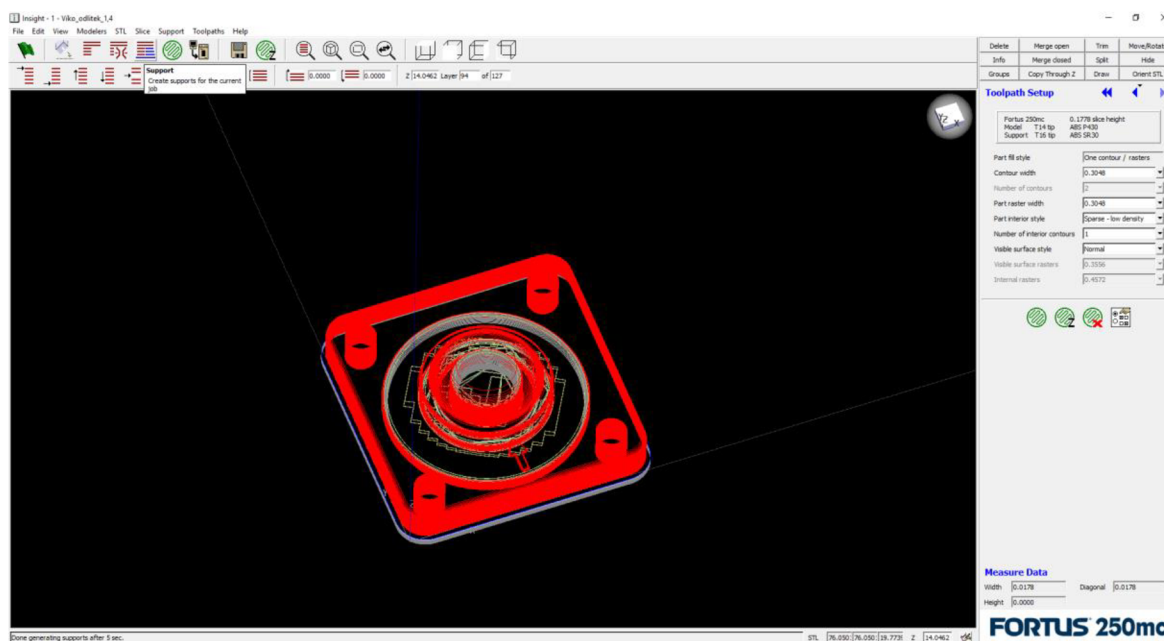 Insight - 1 - Viko_odlitek_1,4
File Edit View Modelers STL Slice Support Toolpaths Help
Support
Create supports for the current
job
0.0000 0.0000 Z 14.0462 Layer 94 of 127
Delete Merge open Trim Move/Rotat
Info Merge closed Split Hide
Groups Copy Through Z Draw Orient STL
Toolpath Setup
Fortus 250mc 0.1778 slice height
Model T14 tip ABS P430
Support T16 tip ABS SR30
Part fill style One contour / rasters
Contour width 0.3048
Number of contours 2
Part raster width 0.3048
Part interior style Sparse - low density
Number of interior contours 1
Visible surface style Normal
Visible surface rasters 0.3556
Internal rasters 0.4572
Measure Data
Width 0.0178 Diagonal 0.0178
Height 0.0000
FORTUS 250mc
Done generating supports after 5 sec.
STL 76.050 76.050 19.773 Z 14.0462